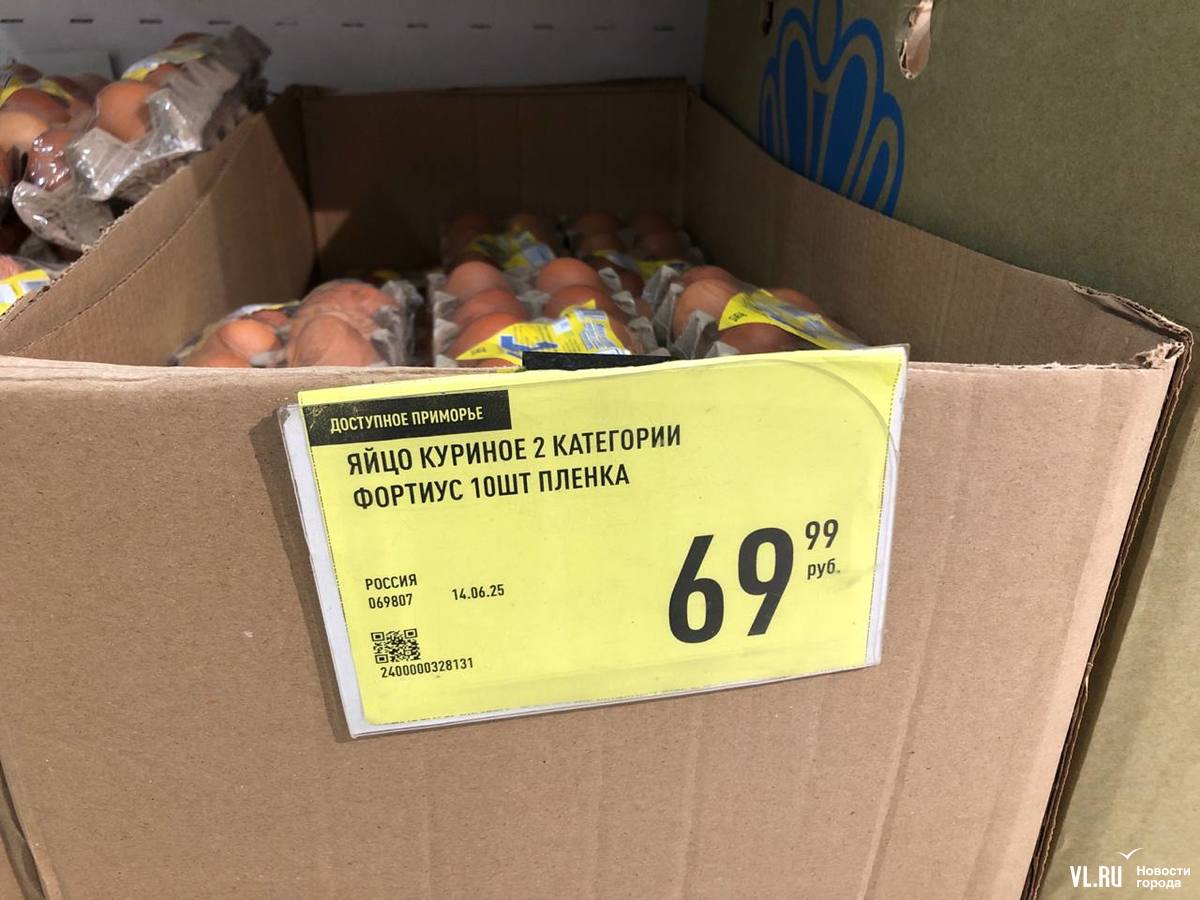 ДОСТУПНОЕ ПРИМОРЬЕ
ЯЙЦО КУРИНОЕ 2 КАТЕГОРИИ
ФОРТИУС 10ШТ ПЛЕНКА
69 99
руб.
РОССИЯ
069807 14.06.25
2400000328131
VL.RU Новости
города